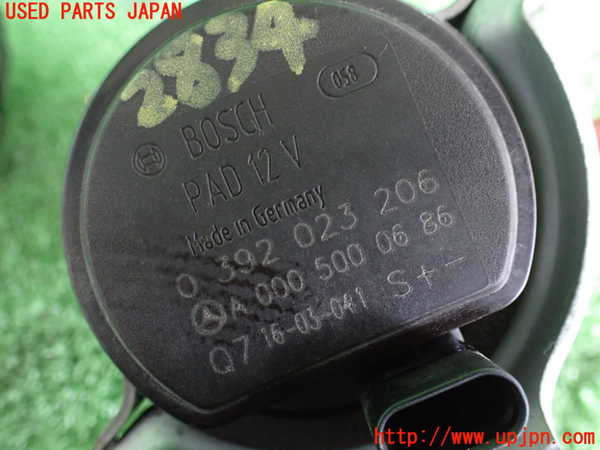 USED PARTS JAPAN
2834
058
BOSCH
PAD 12 V
Made in Germany
0 392 023 206
A 000 500 06 86
Q7 16-03-041 S + -
http://www.upjpn.com